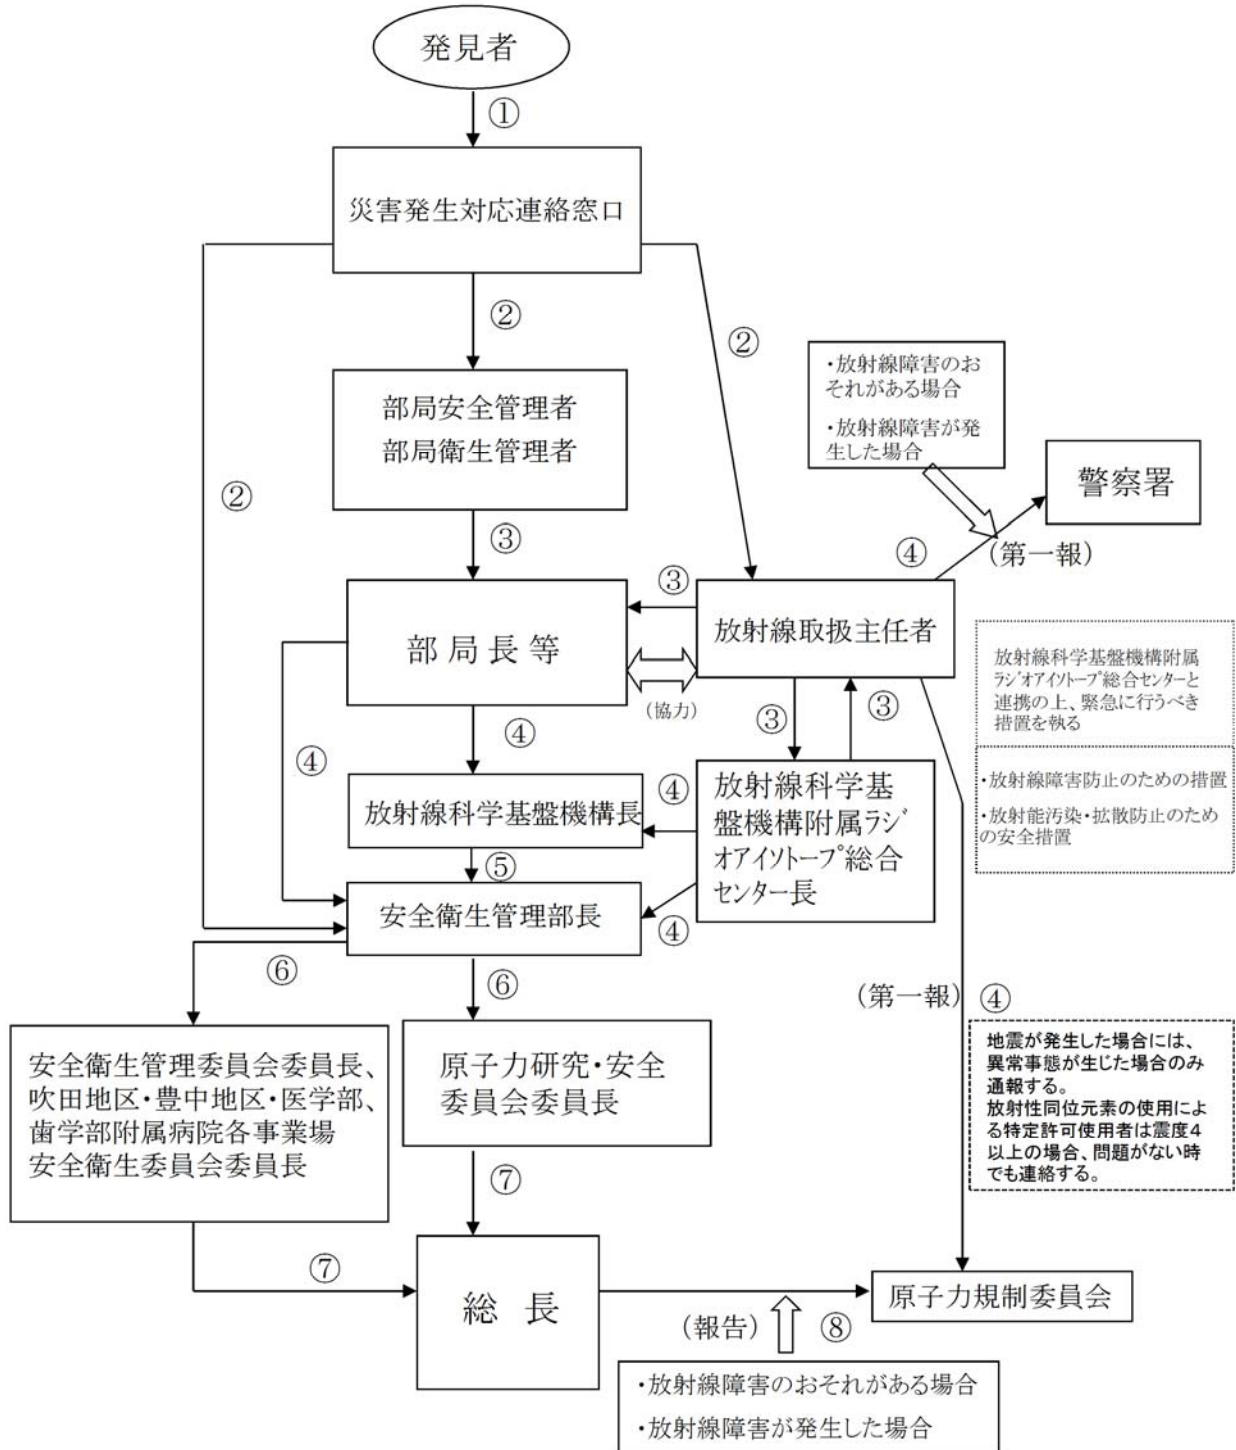 発見者
①
災害発生対応連絡窓口
②
②
②
部局安全管理者
部局衛生管理者
・放射線障害のお
それがある場合
・放射線障害が発
生した場合
警察署
③
④
(第一報)
部局長等
③
放射線取扱主任者
(協力)
放射線科学基盤機構附属
ﾗｼﾞｵｱｲｿﾄｰﾌﾟ総合センターと
連携の上、緊急に行うべき
措置を執る
・放射線障害防止のための措置
・放射能汚染・拡散防止のため
の安全措置
④
④
③
③
放射線科学基盤機構長
④
放射線科学基
盤機構附属ﾗｼﾞ
ｵｱｲｿﾄｰﾌﾟ総合
ｾﾝﾀｰ長
⑤
安全衛生管理部長
④
⑥
⑥
(第一報)
④
地震が発生した場合には、
異常事態が生じた場合のみ
通報する。
放射性同位元素の使用によ
る特定許可使用者は震度４
以上の場合、問題がない時
でも連絡する。
安全衛生管理委員会委員長、
吹田地区・豊中地区・医学部、
歯学部附属病院各事業場
安全衛生委員会委員長
原子力研究・安全
委員会委員長
⑦
⑦
総長
(報告)
⑧
原子力規制委員会
・放射線障害のおそれがある場合
・放射線障害が発生した場合